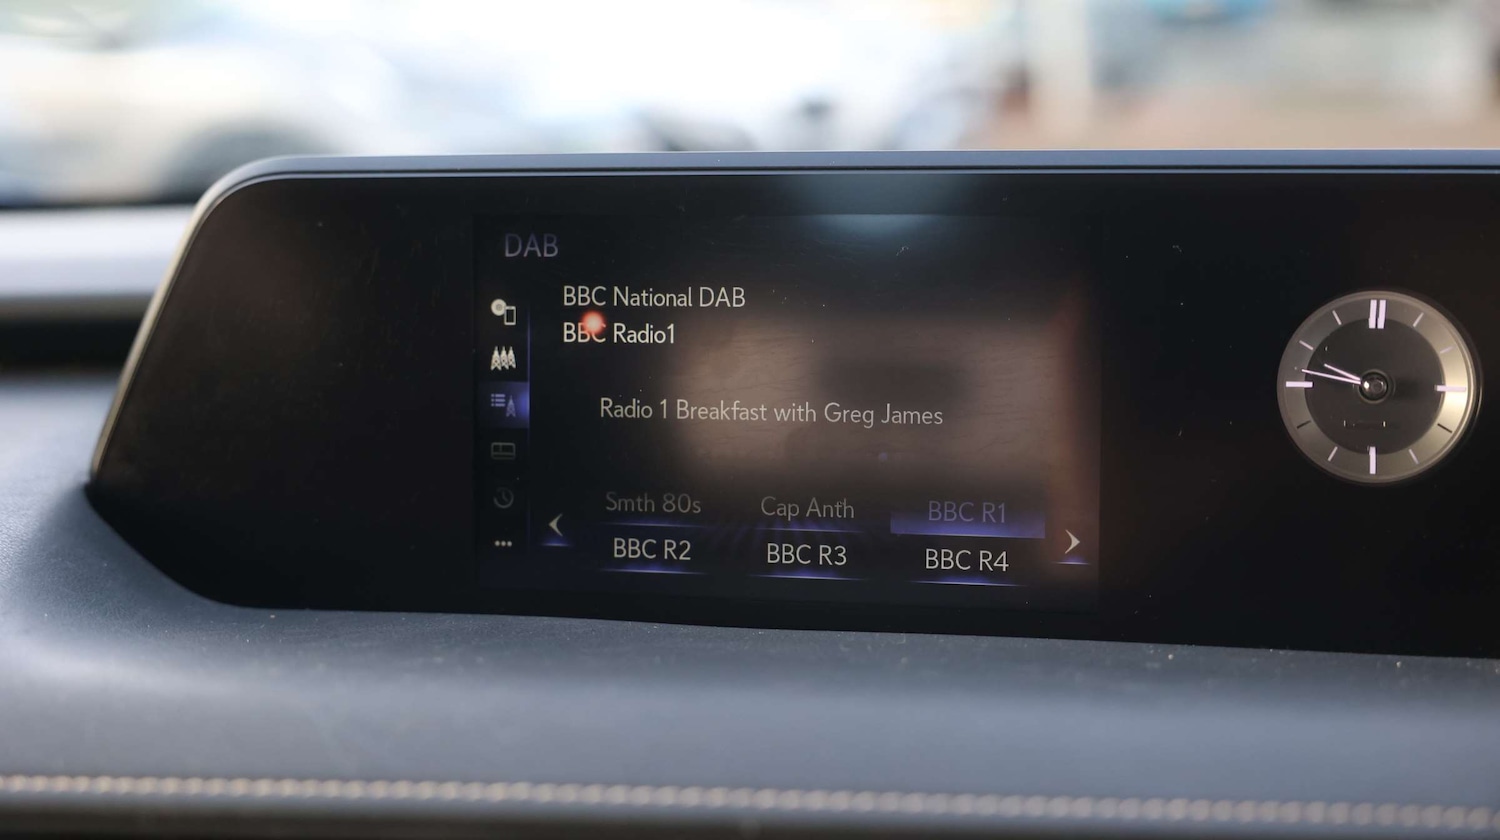 DAB
BBC National DAB
BBC Radio1
Radio 1 Breakfast with Greg James
Smth 80s
Cap Anth
BBC R1
BBC R2
BBC R3
BBC R4